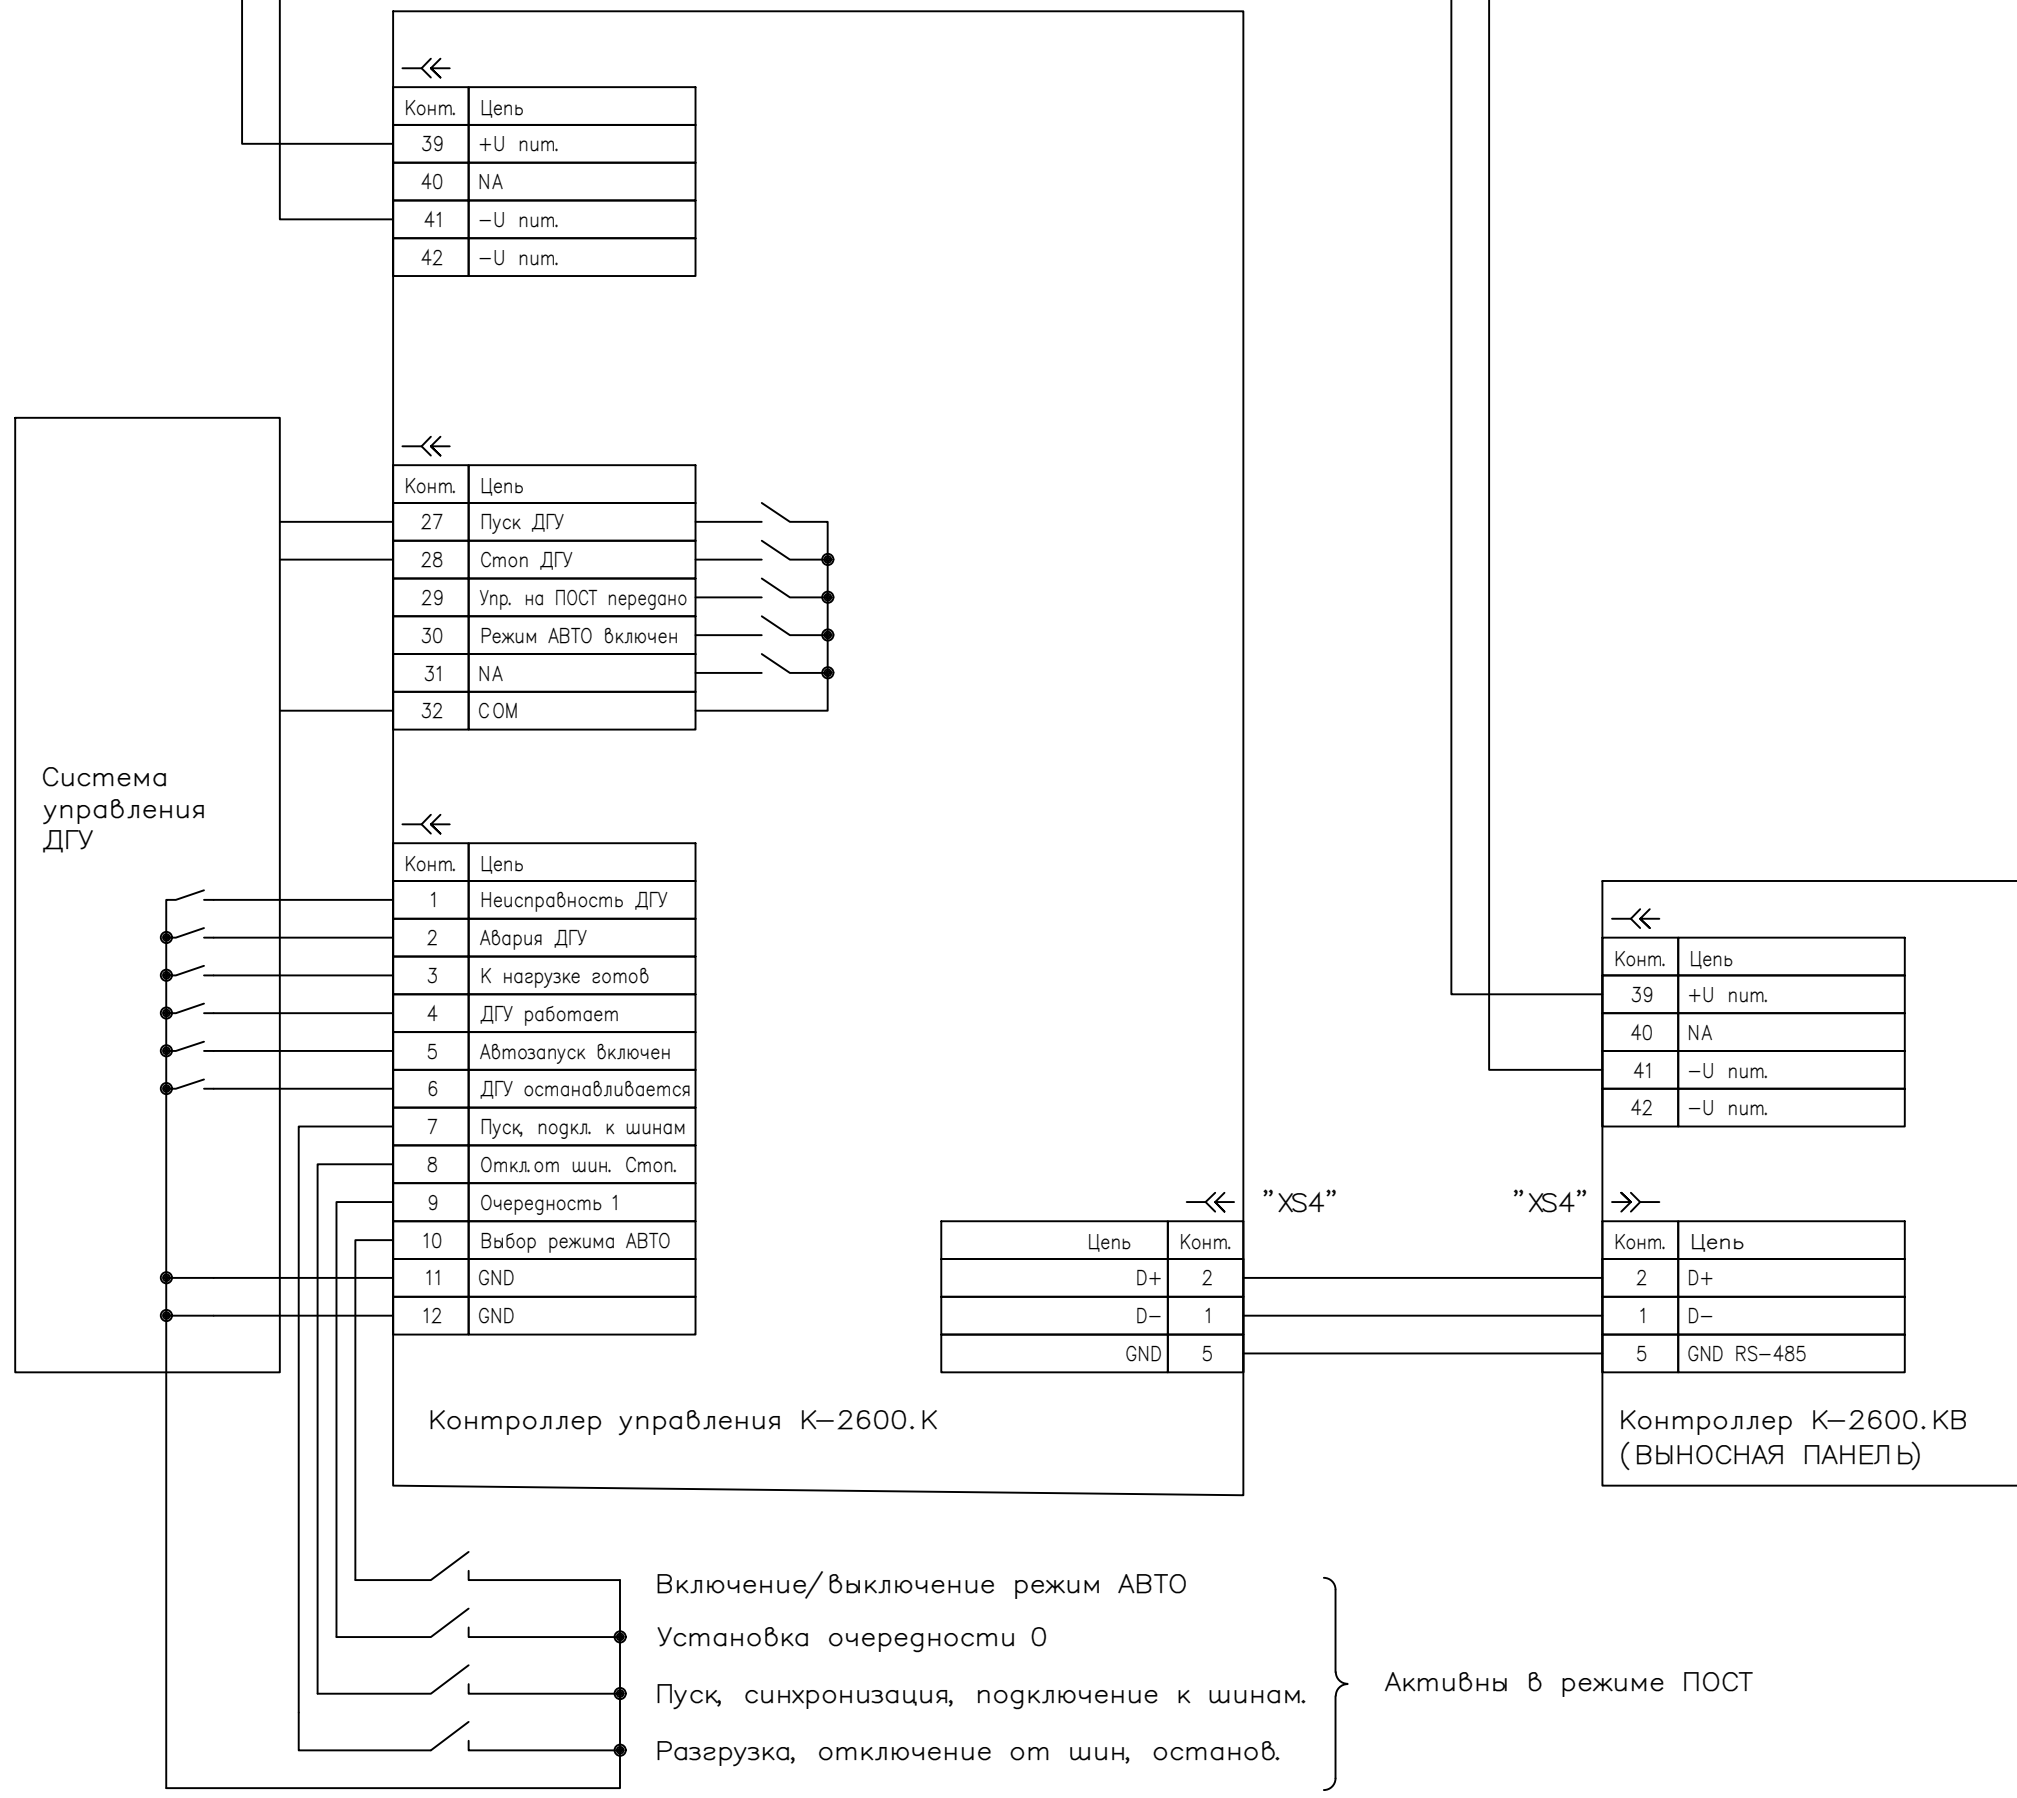 Конт. Цепь
39 +U пит.
40 NA
41 −U пит.
42 −U пит.
Конт. Цепь
27 Пуск ДГУ
28 Стоп ДГУ
29 Упр. на ПОСТ передано
30 Режим АВТО включен
31 NA
32 COM
Система
управления
ДГУ
Конт. Цепь
1 Неисправность ДГУ
2 Авария ДГУ
3 К нагрузке готов
4 ДГУ работает
5 Автозапуск включен
6 ДГУ останавливается
7 Пуск, подкл. к шинам
8 Откл.от шин. Стоп.
9 Очередность 1
10 Выбор режима АВТО
11 GND
12 GND
"XS4"
Цепь Конт.
D+ 2
D− 1
GND 5
Контроллер управления К−2600.К
Конт. Цепь
39 +U пит.
40 NA
41 −U пит.
42 −U пит.
"XS4"
Конт. Цепь
2 D+
1 D−
5 GND RS−485
Контроллер К−2600.КВ
(ВЫНОСНАЯ ПАНЕЛЬ)
Включение/выключение режим АВТО
Установка очередности 0
Пуск, синхронизация, подключение к шинам.
Разгрузка, отключение от шин, останов.
Активны в режиме ПОСТ